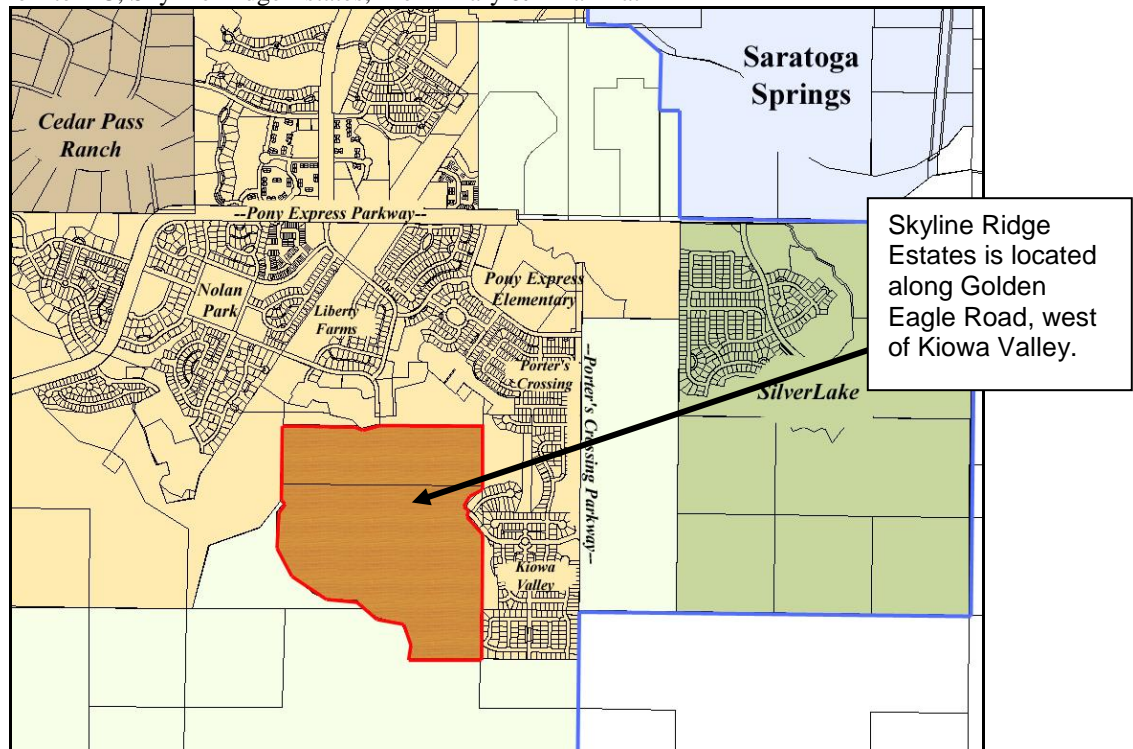 Saratoga
Springs
Cedar Pass
Ranch
--Pony Express Parkway--
Skyline Ridge
Estates is located
along Golden
Eagle Road, west
of Kiowa Valley.
Nolan
Park
Liberty
Farms
Pony Express
Elementary
Porter's
Crossing
--Porter's Crossing Parkway--
SilverLake
Kiowa
Valley